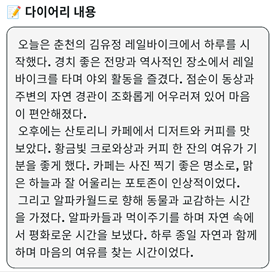 📝 다이어리 내용
오늘은 춘천의 김유정 레일바이크에서 하루를 시
작했다. 경치 좋은 전망과 역사적인 장소에서 레일
바이크를 타며 야외 활동을 즐겼다. 점순이 동상과
주변의 자연 경관이 조화롭게 어우러져 있어 마음
이 편안해졌다.
오후에는 산토리니 카페에서 디저트와 커피를 맛
보았다. 황금빛 크로와상과 커피 한 잔의 여유가 기
분을 좋게 했다. 카페는 사진 찍기 좋은 명소로, 맑
은 하늘과 잘 어울리는 포토존이 인상적이었다.
그리고 알파카월드로 향해 동물과 교감하는 시간
을 가졌다. 알파카들과 먹이주기를 하며 자연 속에
서 평화로운 시간을 보냈다. 하루 종일 자연과 함께
하며 마음의 여유를 찾는 시간이었다.